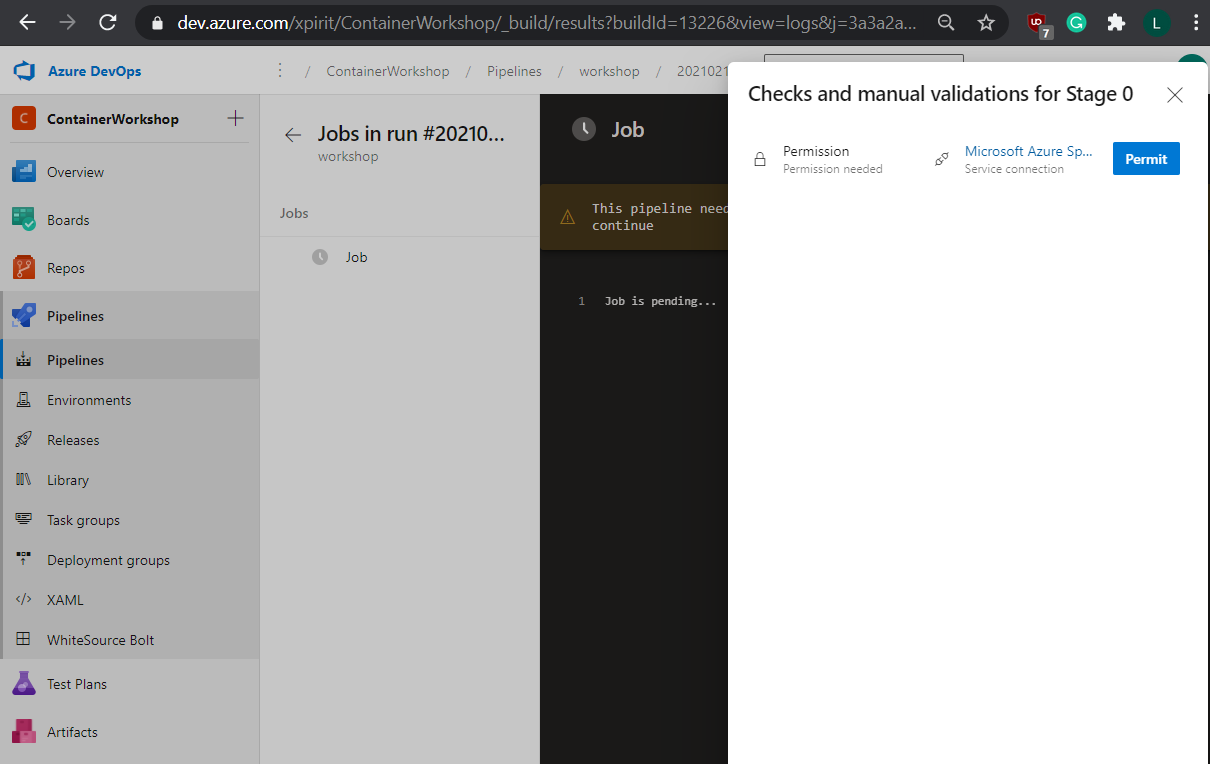 dev.azure.com/xpirit/ContainerWorkshop/_build/results?buildId=13226&view=logs&j=3a3a2a...
7
G
L
Azure DevOps
/ ContainerWorkshop / Pipelines / workshop / 2021021
C ContainerWorkshop
Overview
Boards
Repos
Pipelines
Pipelines
Environments
Releases
Library
Task groups
Deployment groups
XAML
WhiteSource Bolt
Test Plans
Artifacts
Jobs in run #20210...
workshop
Jobs
Job
Job
This pipeline need
continue
1 Job is pending...
Checks and manual validations for Stage 0
Permission
Permission needed
Microsoft Azure Sp...
Service connection
Permit